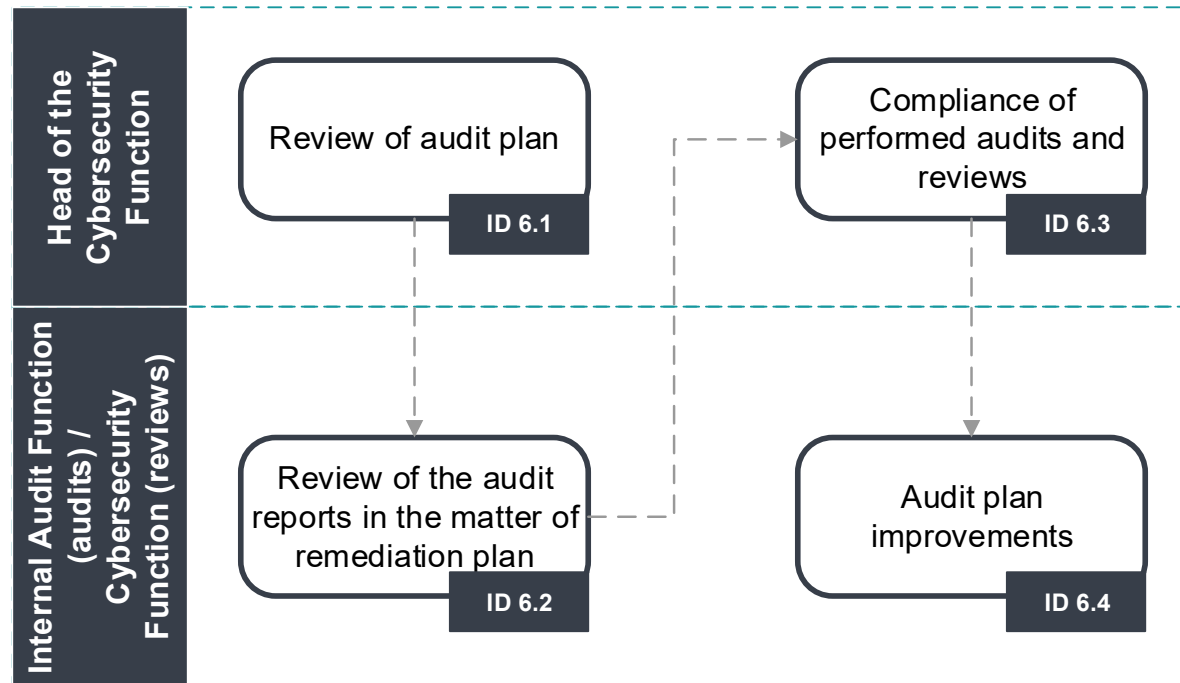 Head of the
Cybersecurity
Function
Review of audit plan
ID 6.1
Compliance of
performed audits and
reviews
ID 6.3
Internal Audit Function
(audits) /
Cybersecurity
Function (reviews)
Review of the audit
reports in the matter of
remediation plan
ID 6.2
Audit plan
improvements
ID 6.4